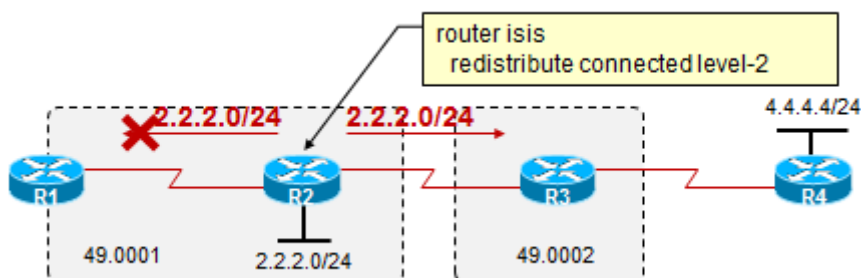 router isis
redistribute connected level-2
2.2.2.0/24
2.2.2.0/24
4.4.4.4/24
R1
R2
R3
R4
49.0001
2.2.2.0/24
49.0002